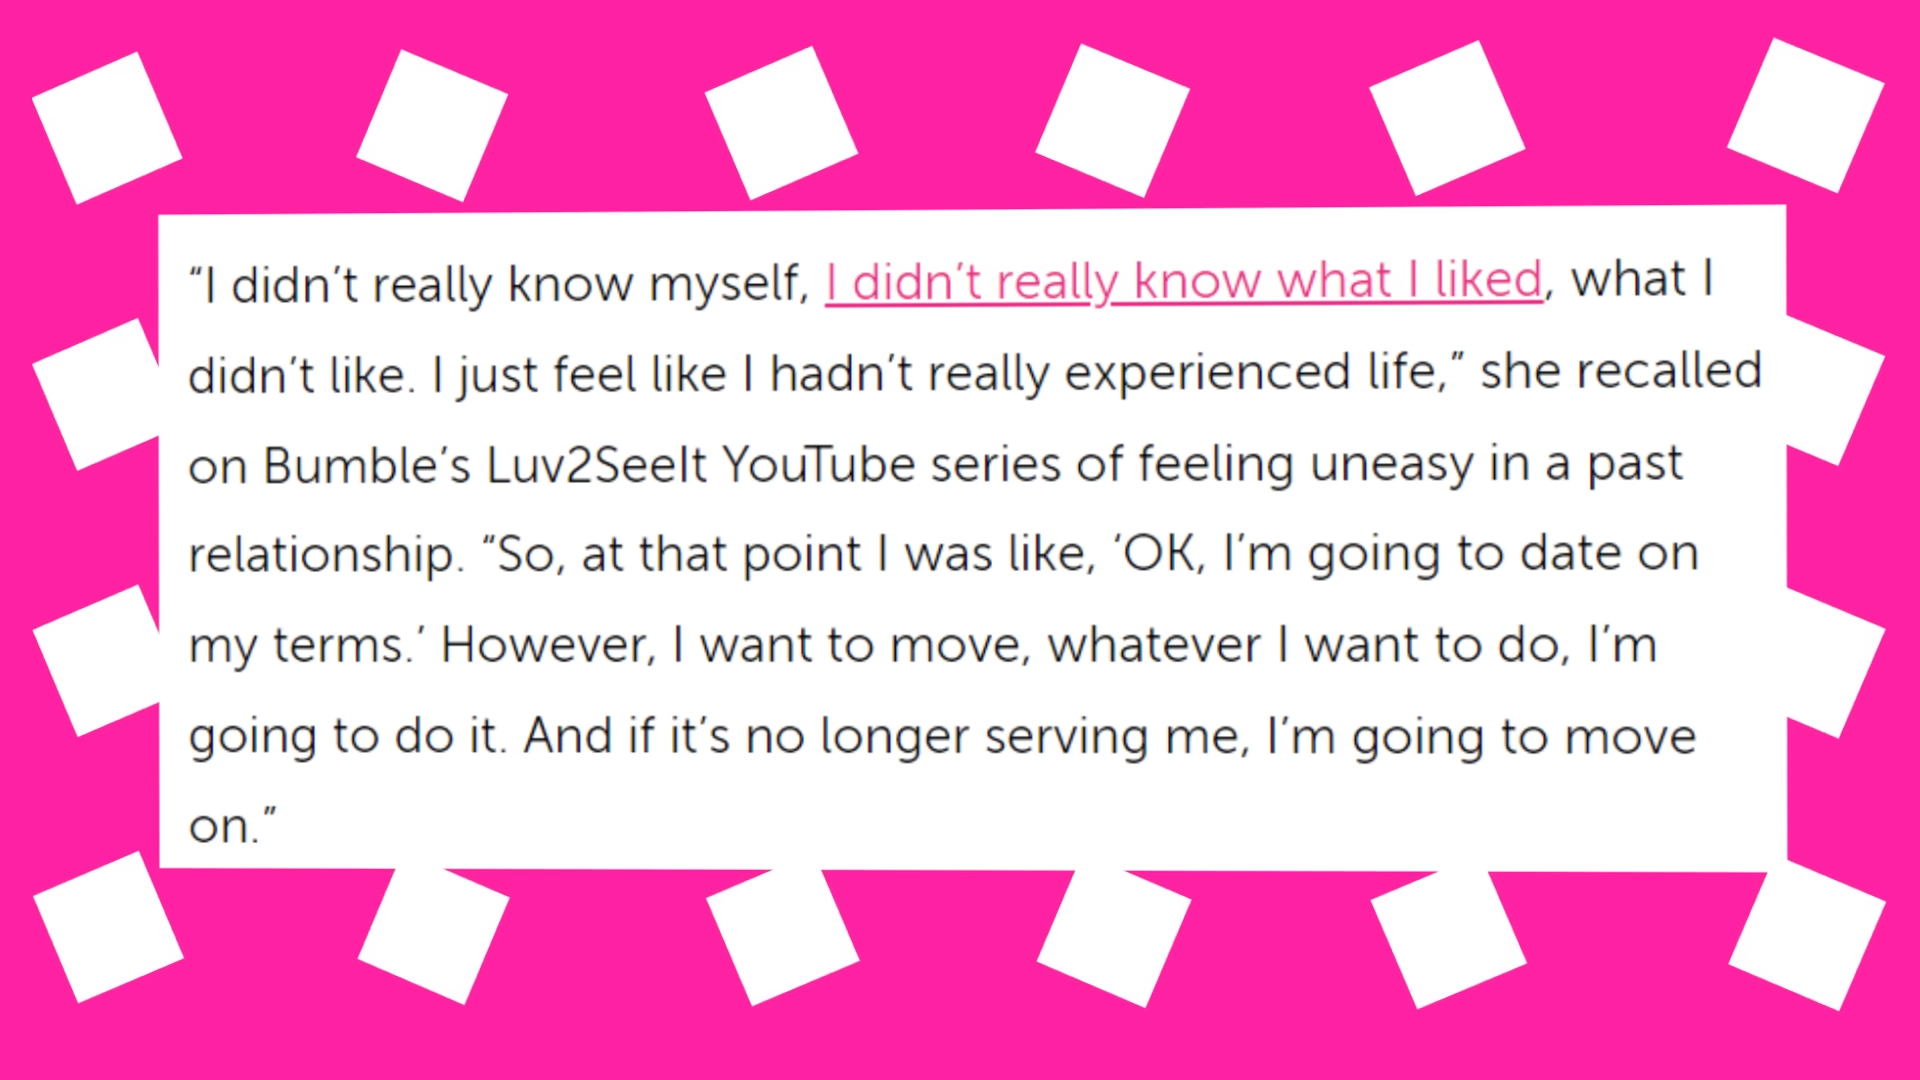 “I didn’t really know myself, I didn’t really know what I liked, what I
didn’t like. I just feel like I hadn’t really experienced life,” she recalled
on Bumble’s Luv2SeeIt YouTube series of feeling uneasy in a past
relationship. “So, at that point I was like, ‘OK, I’m going to date on
my terms.’ However, I want to move, whatever I want to do, I’m
going to do it. And if it’s no longer serving me, I’m going to move
on.”